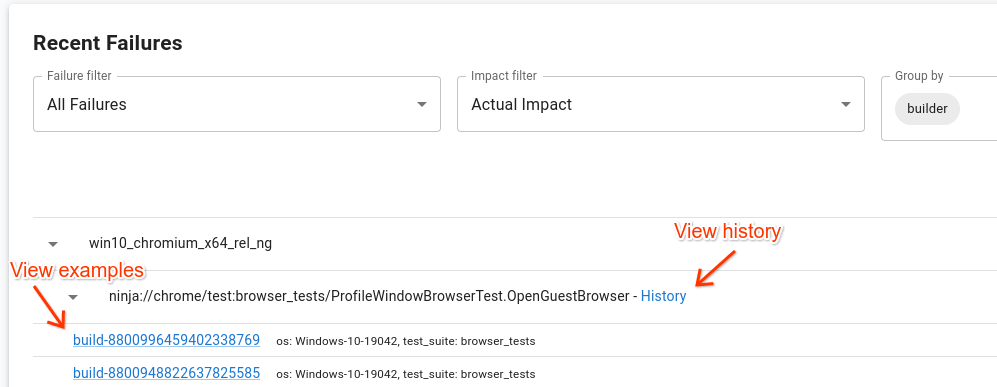 Recent Failures
Failure filter
Impact filter
Group by
All Failures
Actual Impact
builder
View history
win10_chromium_x64_rel_ng
View examples
ninja://chrome/test:browser_tests/ProfileWindowBrowserTest.OpenGuestBrowser - History
build-8800996459402338769 os: Windows-10-19042, test_suite: browser_tests
build-8800948822637825585 os: Windows-10-19042, test_suite: browser_tests